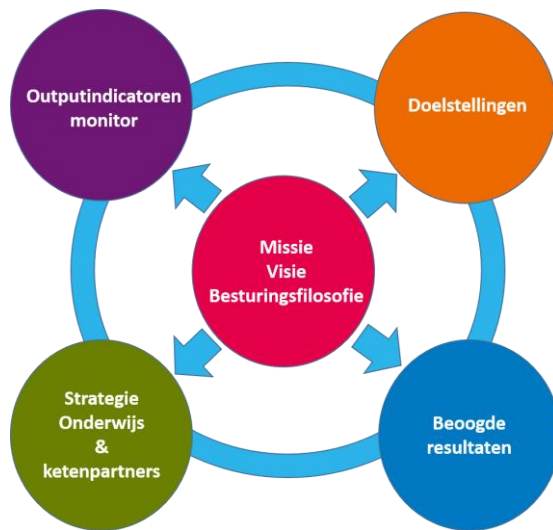 Outputindicatoren
monitor
Doelstellingen
Missie
Visie
Besturingsfilosofie
Strategie
Onderwijs
&
ketenpartners
Beoogde
resultaten